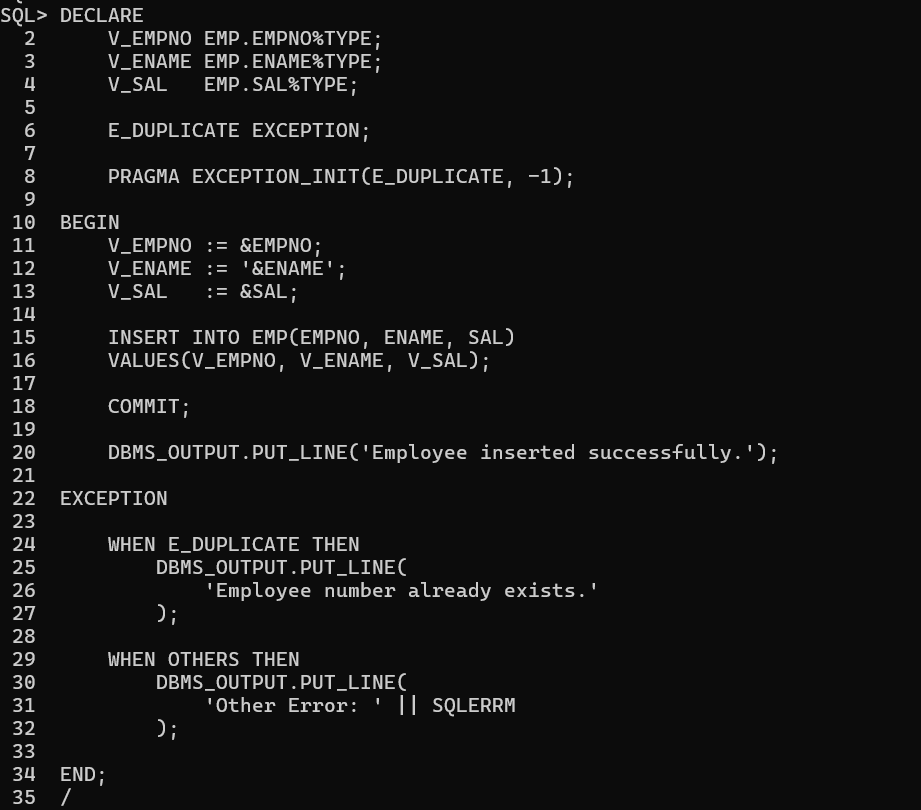 SQL> DECLARE
  2      V_EMPNO EMP.EMPNO%TYPE;
  3      V_ENAME EMP.ENAME%TYPE;
  4      V_SAL   EMP.SAL%TYPE;
  5
  6      E_DUPLICATE EXCEPTION;
  7
  8      PRAGMA EXCEPTION_INIT(E_DUPLICATE, -1);
  9
 10  BEGIN
 11      V_EMPNO := &EMPNO;
 12      V_ENAME := '&ENAME';
 13      V_SAL   := &SAL;
 14
 15      INSERT INTO EMP(EMPNO, ENAME, SAL)
 16      VALUES(V_EMPNO, V_ENAME, V_SAL);
 17
 18      COMMIT;
 19
 20      DBMS_OUTPUT.PUT_LINE('Employee inserted successfully.');
 21
 22  EXCEPTION
 23
 24      WHEN E_DUPLICATE THEN
 25          DBMS_OUTPUT.PUT_LINE(
 26              'Employee number already exists.'
 27          );
 28
 29      WHEN OTHERS THEN
 30          DBMS_OUTPUT.PUT_LINE(
 31              'Other Error: ' || SQLERRM
 32          );
 33
 34  END;
 35  /